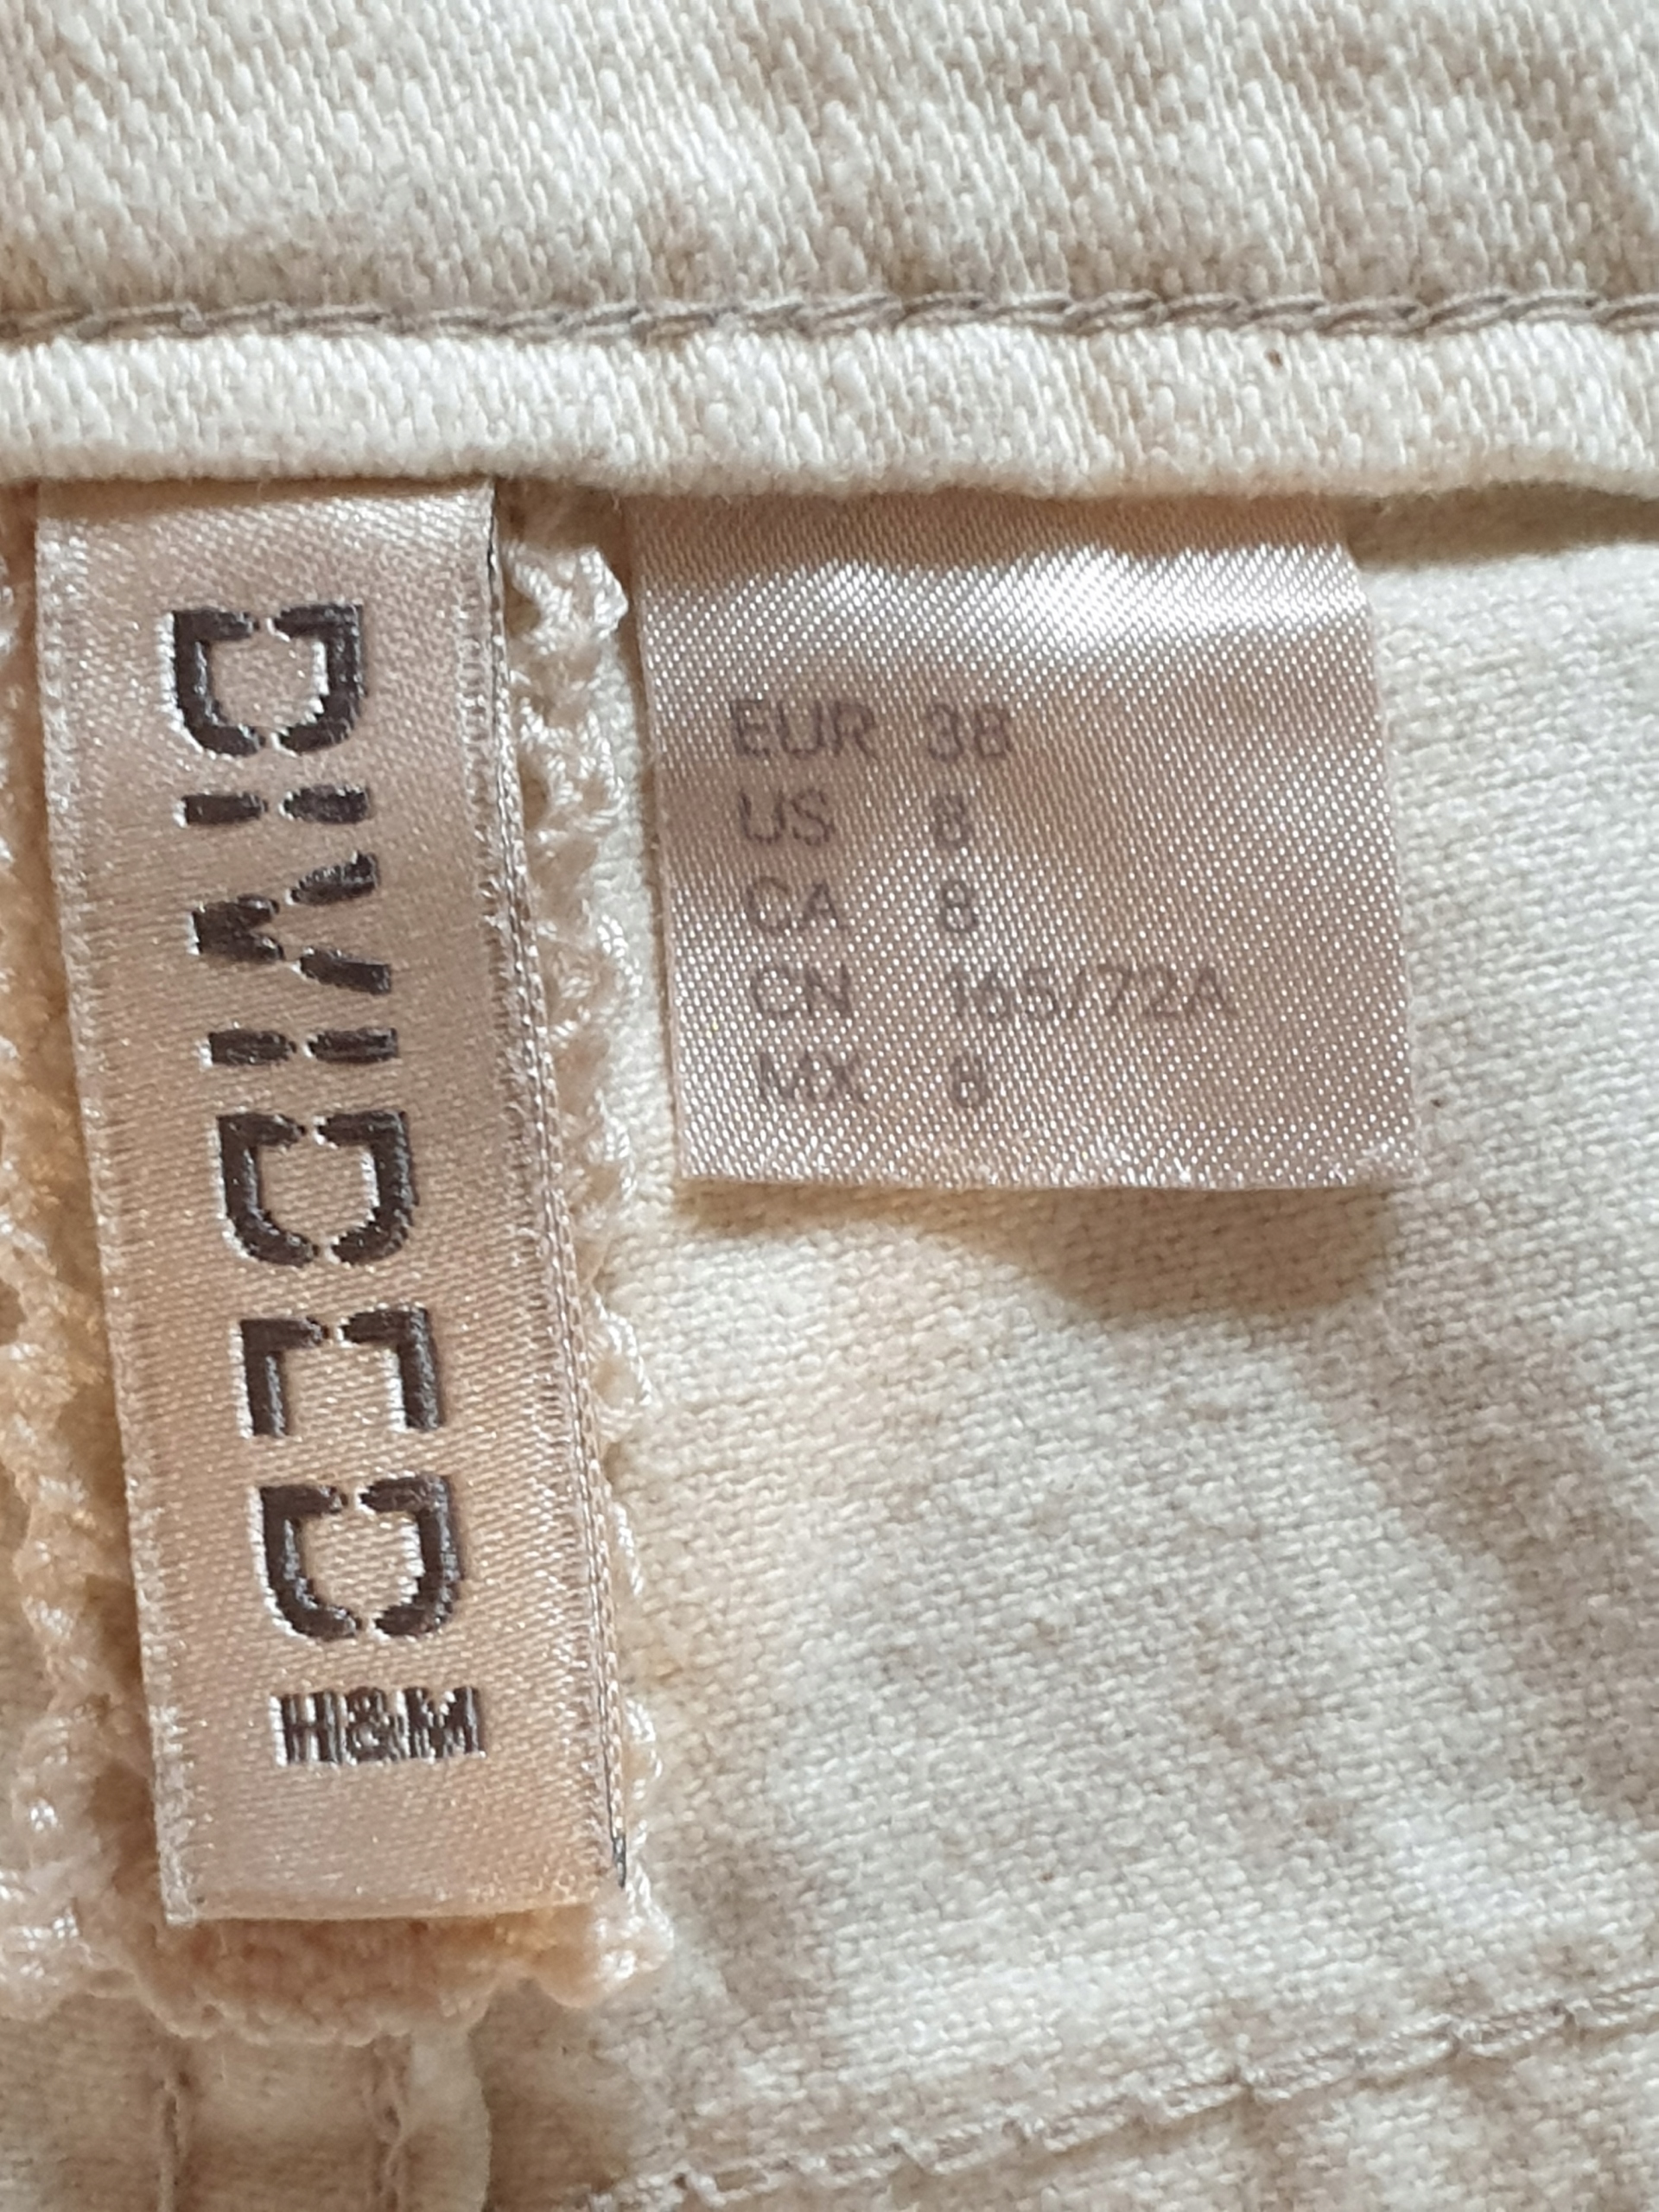 DIVIDED
H&M
EUR 38
US 8
CA 8
CN 165/72A
MX 8